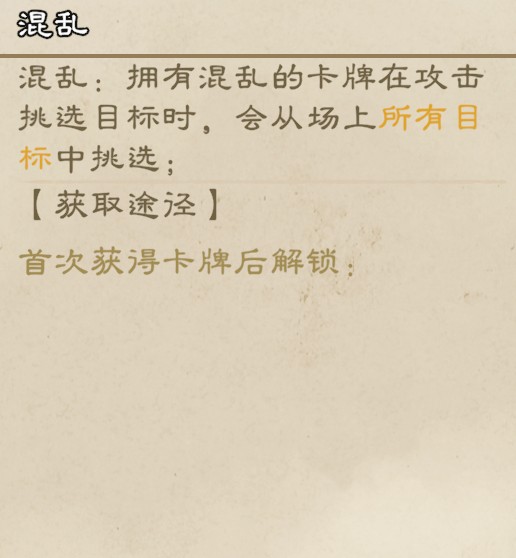 混乱
混乱：拥有混乱的卡牌在攻击
挑选目标时，会从场上所有目
标中挑选；
【获取途径】
首次获得卡牌后解锁；